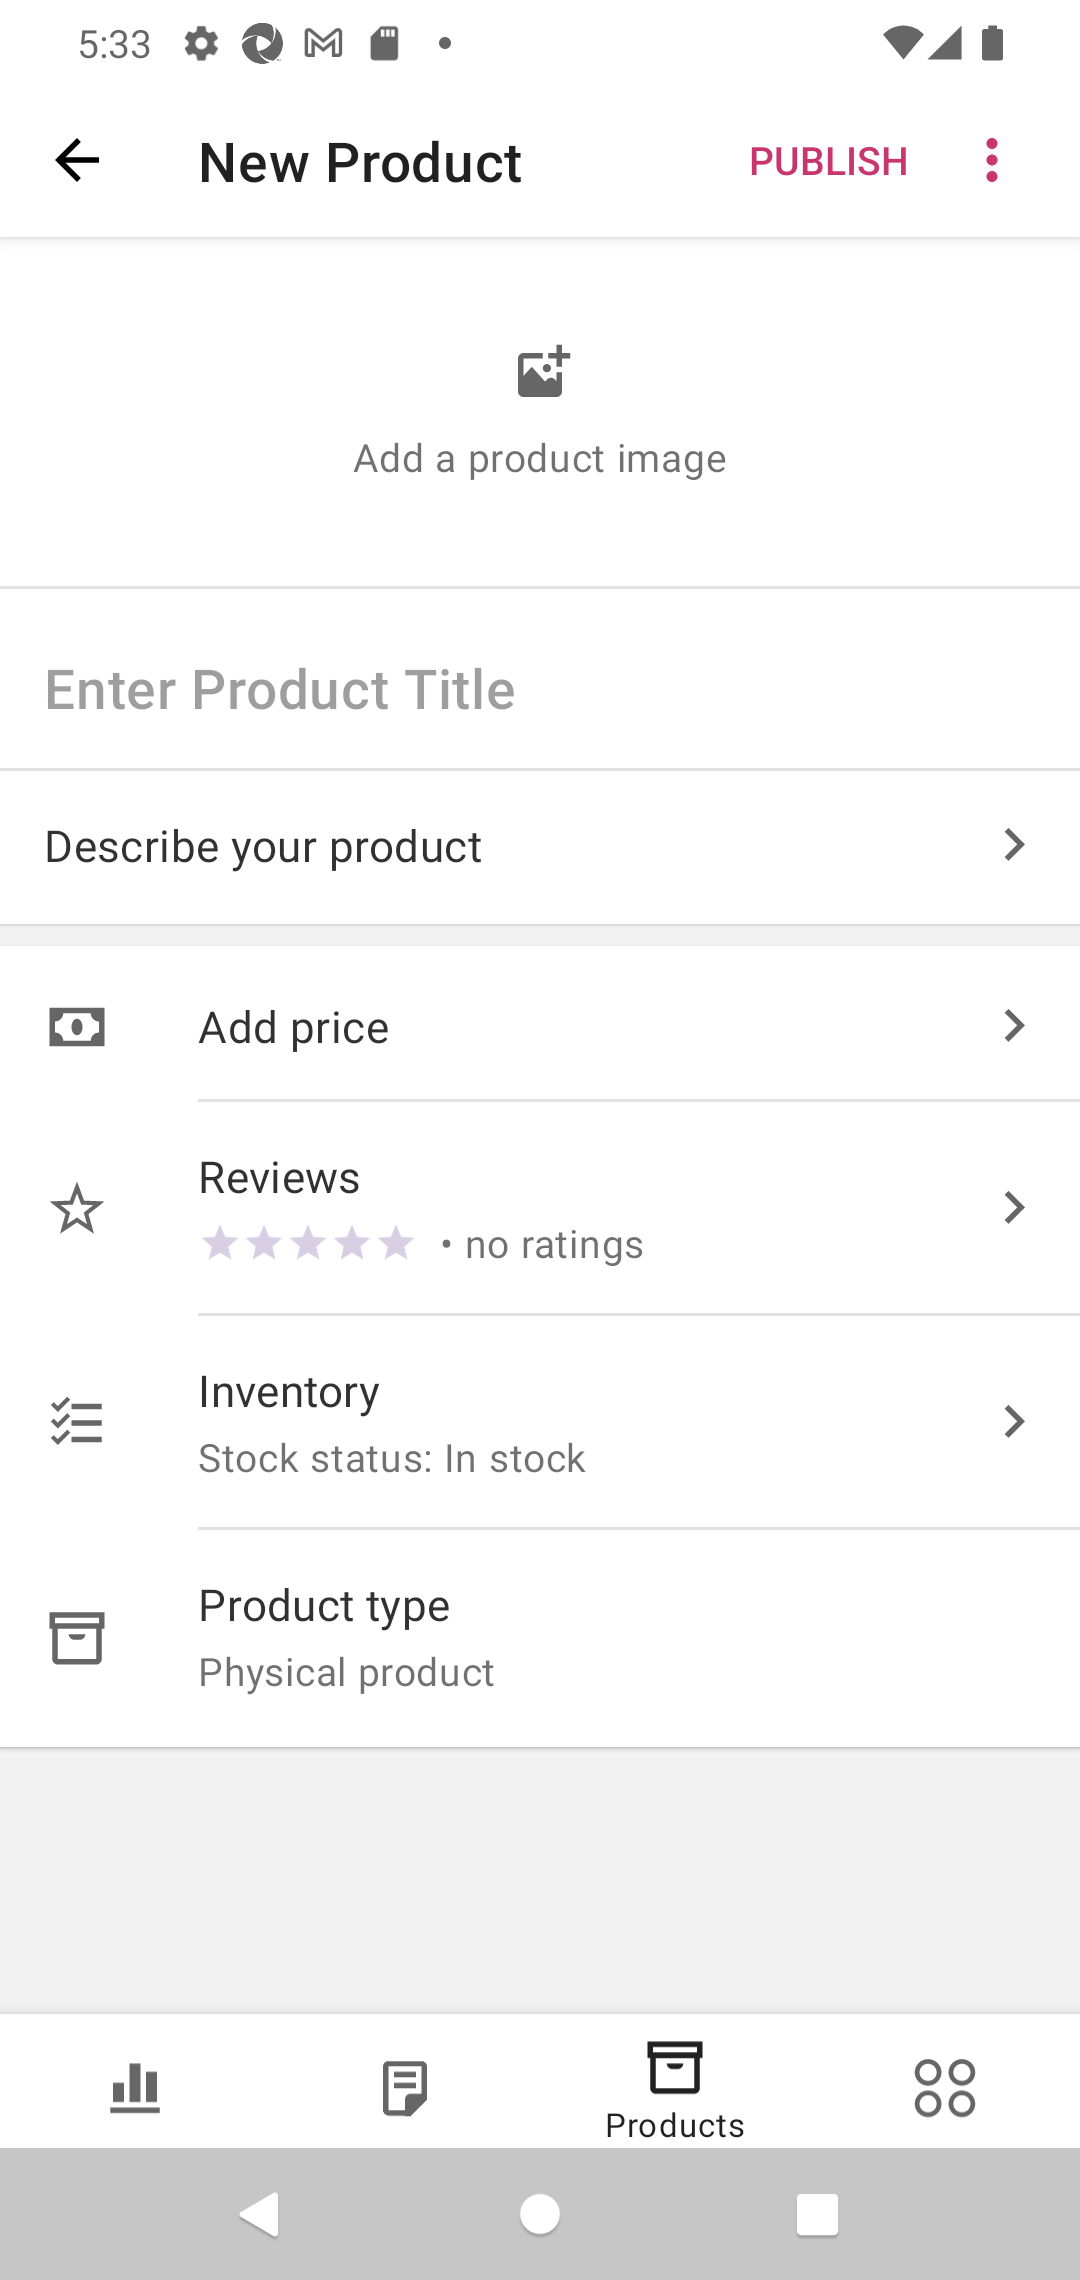 5:33
New Product
PUBLISH
Add a product image
Enter Product Title
Describe your product
Add price
Reviews
• no ratings
Inventory
Stock status: In stock
Product type
Physical product
Products